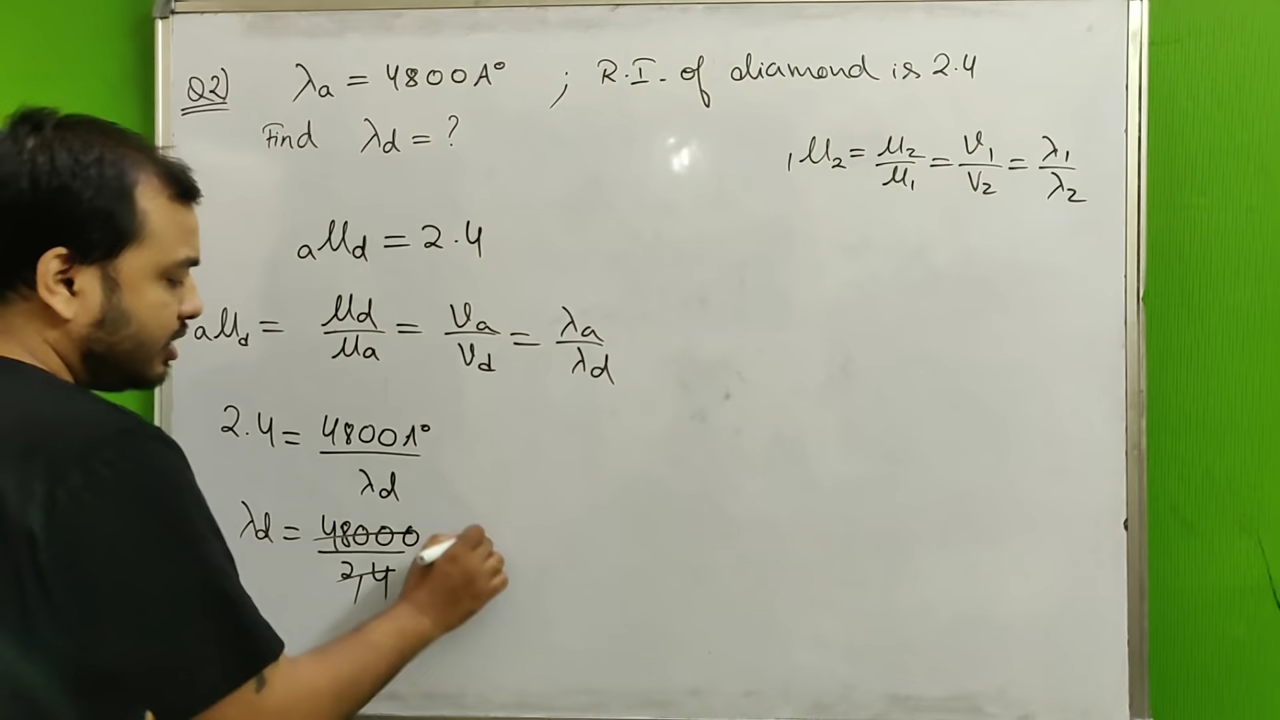 Q2) λa = 4800A° ; R.I. of diamond is 2.4
Find λd = ?
₁μ₂ = μ₂/μ₁ = v₁/v₂ = λ₁/λ₂
aμd = 2.4
aμd = μd/μa = va/vd = λa/λd
2.4 = 4800A°/λd
λd = 48000/24